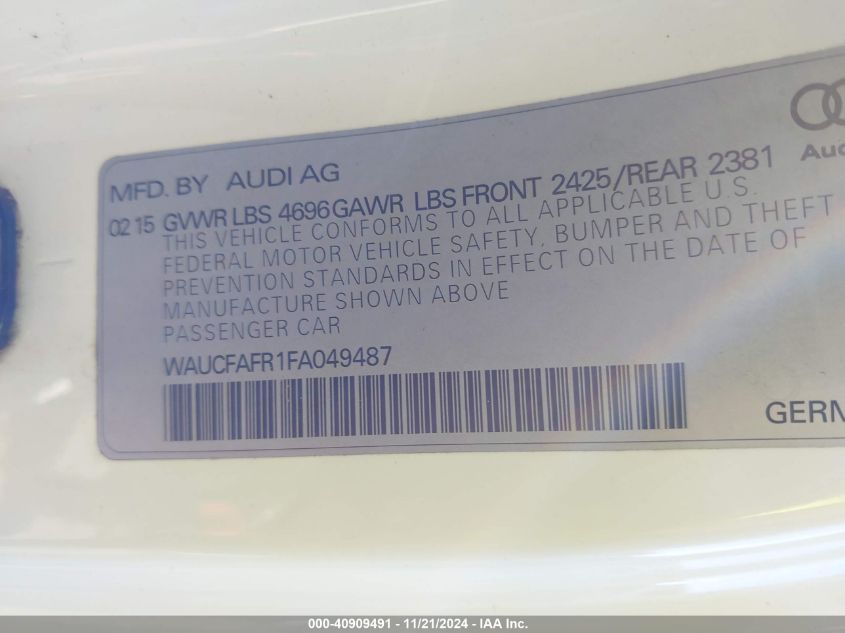 MFD. BY AUDI AG
02 15 GVWR LBS 4696 GAWR LBS FRONT 2425/REAR 2381
THIS VEHICLE CONFORMS TO ALL APPLICABLE U.S.
FEDERAL MOTOR VEHICLE SAFETY, BUMPER AND THEFT
PREVENTION STANDARDS IN EFFECT ON THE DATE OF
MANUFACTURE SHOWN ABOVE
PASSENGER CAR
WAUCFAFR1FA049487
000-40909491 - 11/21/2024 - IAA Inc.